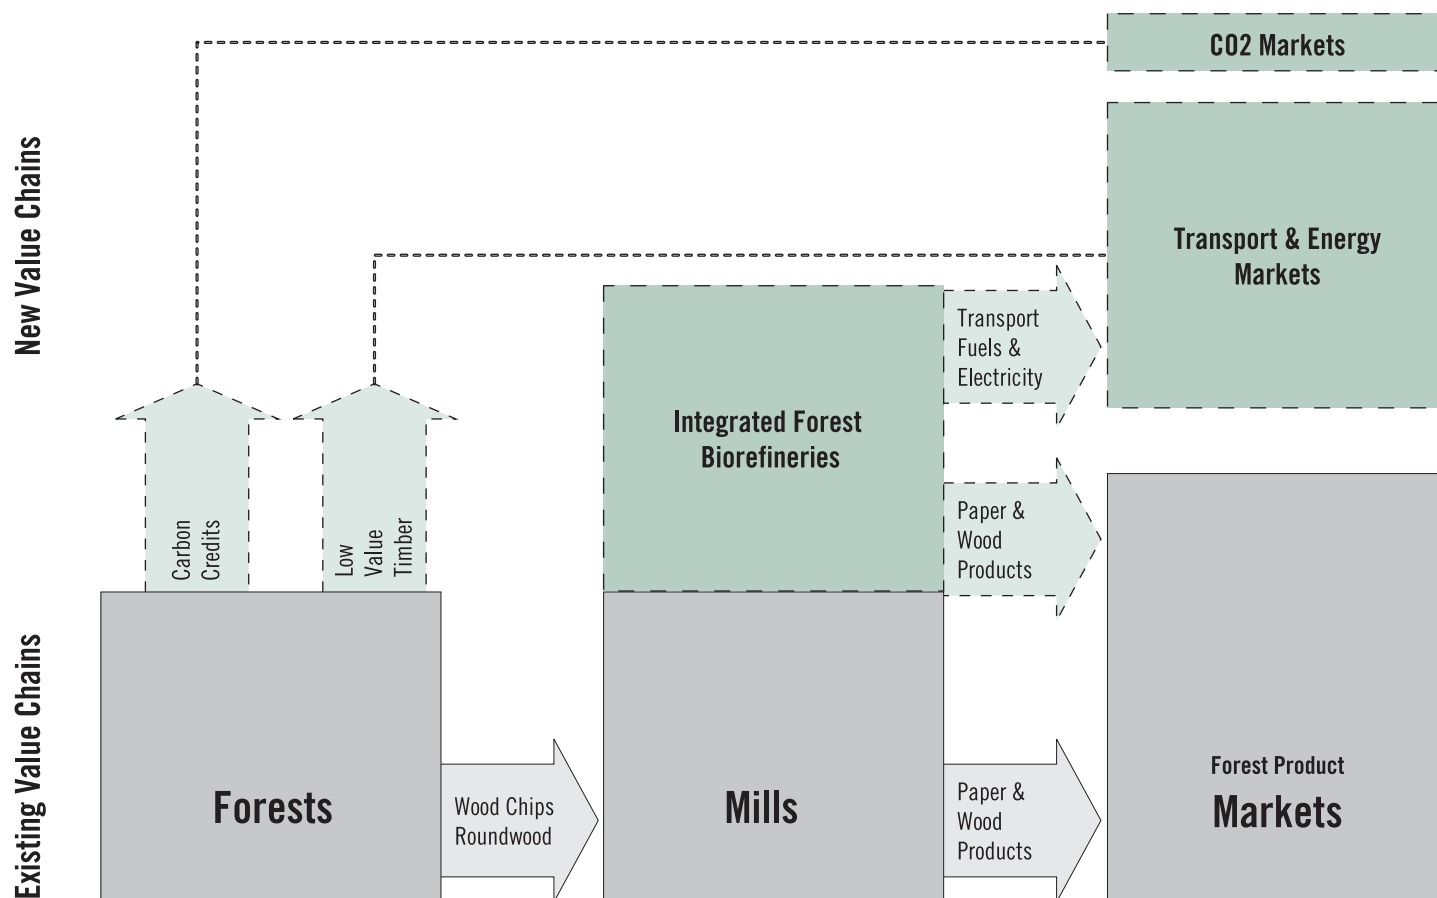 New Value Chains
Existing Value Chains
CO2 Markets
Transport & Energy
Markets
Integrated Forest
Biorefineries
Transport
Fuels &
Electricity
Paper &
Wood
Products
Carbon
Credits
Low
Value
Timber
Forests
Wood Chips
Roundwood
Mills
Paper &
Wood
Products
Forest Product
Markets